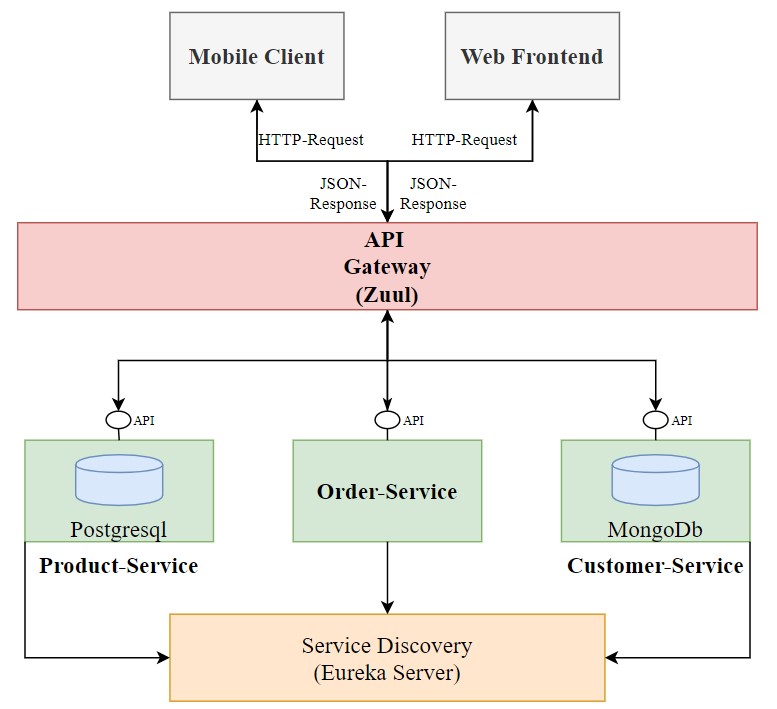 Mobile Client
Web Frontend
HTTP-Request
HTTP-Request
JSON-
Response
JSON-
Response
API
Gateway
(Zuul)
API
API
API
Postgresql
Order-Service
MongoDb
Product-Service
Customer-Service
Service Discovery
(Eureka Server)